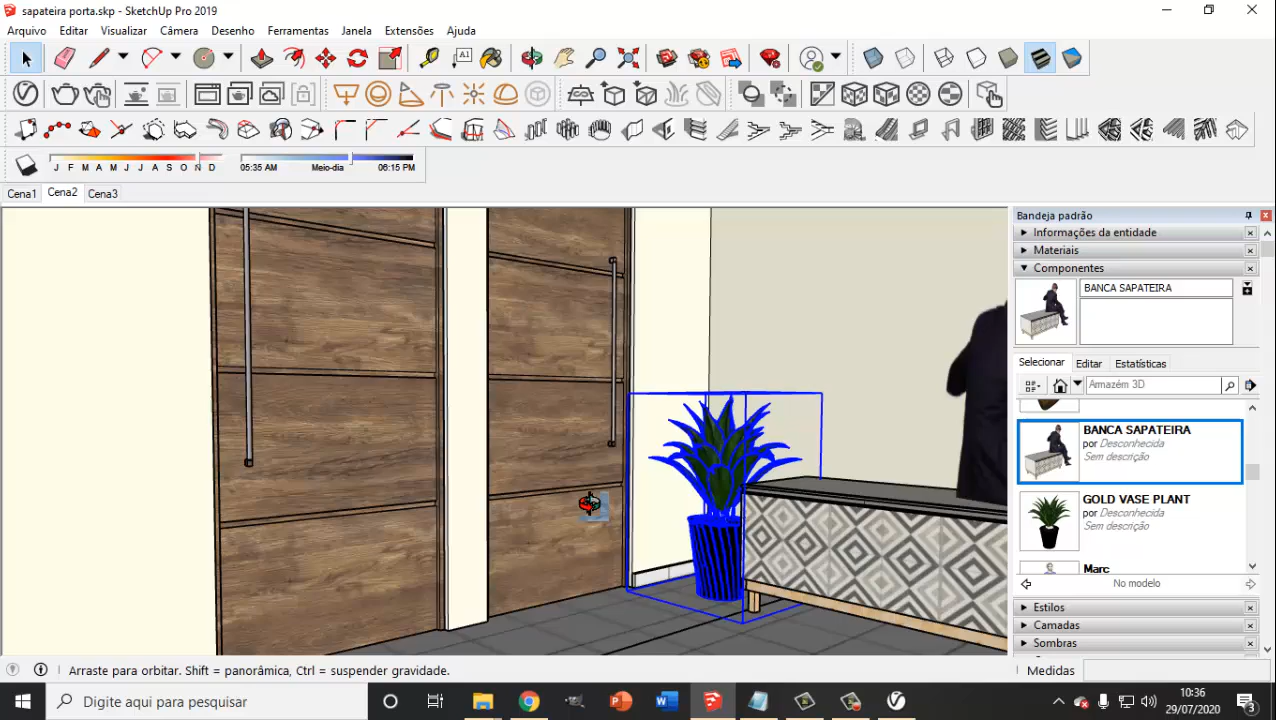 sapateira porta.skp - SketchUp Pro 2019
Arquivo Editar Visualizar Câmera Desenho Ferramentas Janela Extensões Ajuda
A1
J F M A M J J A S O N D 05:35 AM Meio-dia 06:15 PM
Cena1 Cena2 Cena3
Bandeja padrão
Informações da entidade
Materiais
Componentes
BANCA SAPATEIRA
Selecionar Editar Estatísticas
Armazém 3D
BANCA SAPATEIRA
por Desconhecida
Sem descrição
GOLD VASE PLANT
por Desconhecida
Sem descrição
Marc
No modelo
Estilos
Camadas
Sombras
Arraste para orbitar. Shift = panorâmica, Ctrl = suspender gravidade.
Medidas
Digite aqui para pesquisar
10:36
29/07/2020
3